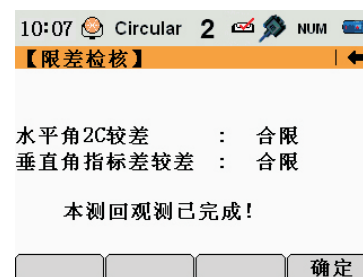 10:07 Circular 2 NUM
【限差检核】
水平角2C较差 : 合限
垂直角指标差较差 : 合限
本测回观测已完成!
确定